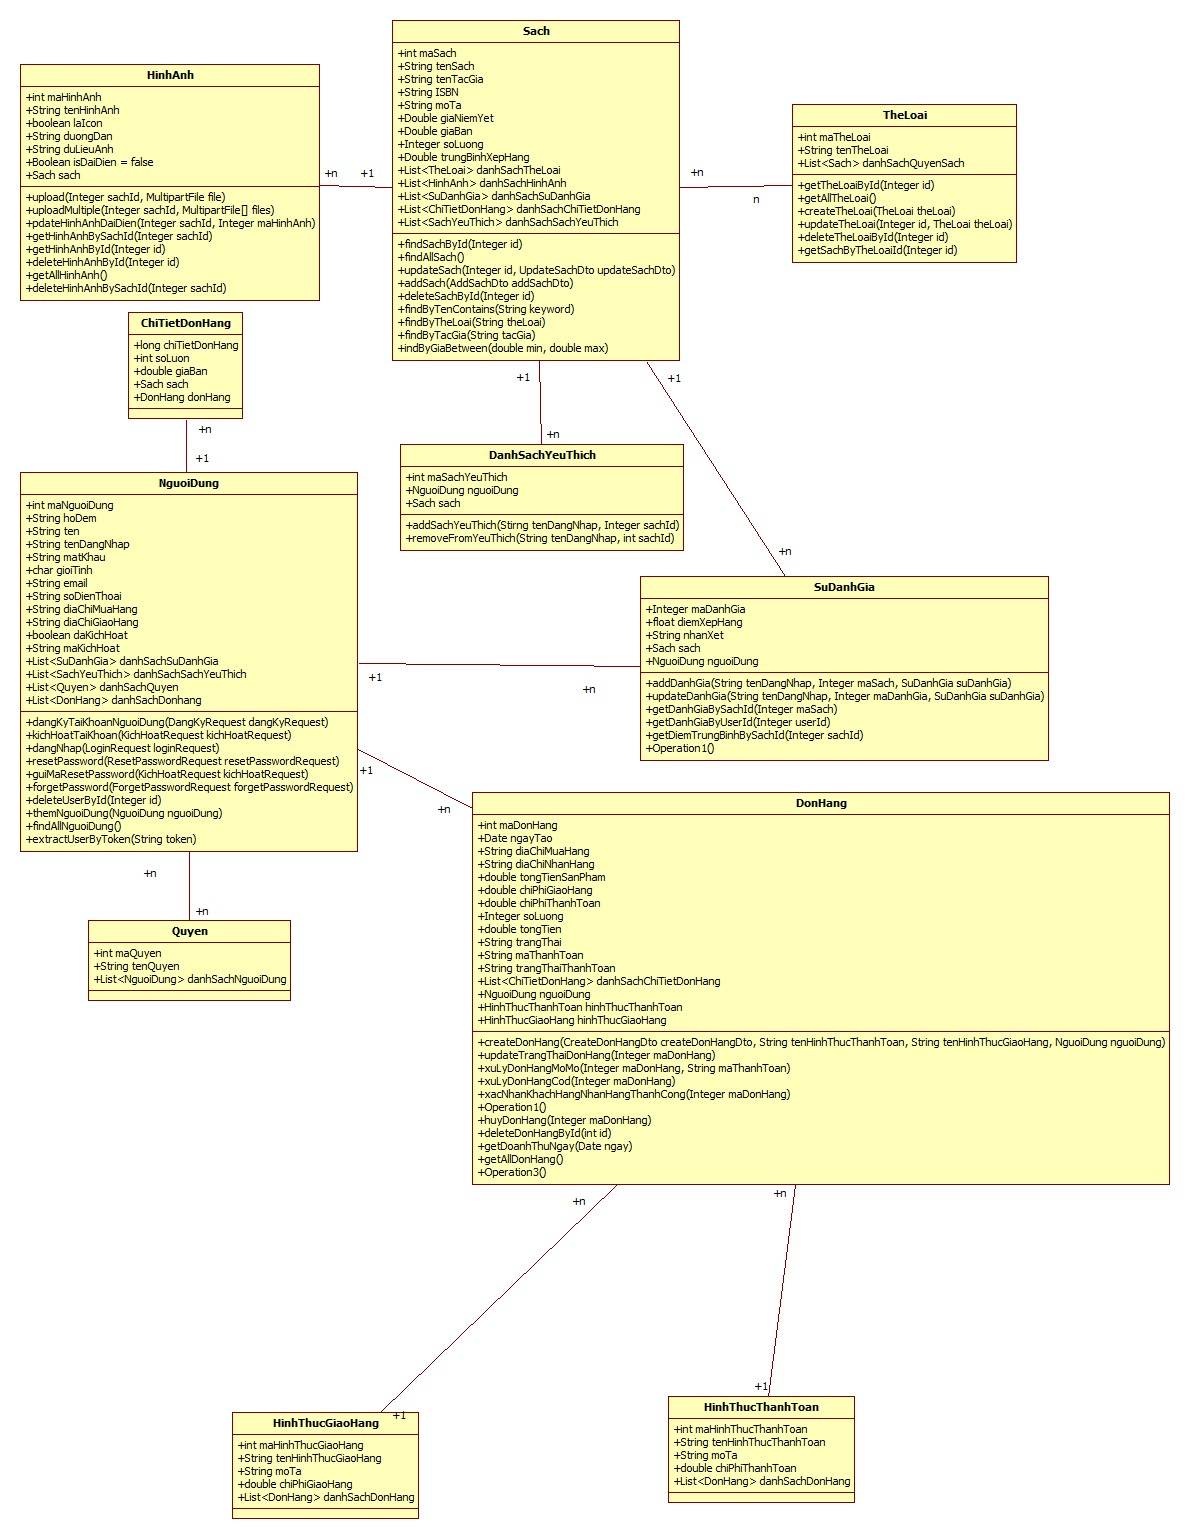 Sach
+int maSach
+String tenSach
+String tenTacGia
+String ISBN
+String moTa
+Double giaNiemYet
+Double giaBan
+Integer soLuong
+Double trungBinhXepHang
+List<TheLoai> danhSachTheLoai
+List<HinhAnh> danhSachHinhAnh
+List<SuDanhGia> danhSachSuDanhGia
+List<ChiTietDonHang> danhSachChiTietDonHang
+List<SachYeuThich> danhSachSachYeuThich
+findSachById(Integer id)
+findAllSach()
+updateSach(Integer id, UpdateSachDto updateSachDto)
+addSach(AddSachDto addSachDto)
+deleteSachById(Integer id)
+findByTenContains(String keyword)
+findByTheLoai(String theLoai)
+findByTacGia(String tacGia)
+indByGiaBetween(double min, double max)
HinhAnh
+int maHinhAnh
+String tenHinhAnh
+boolean laIcon
+String duongDan
+String duLieuAnh
+Boolean isDaiDien = false
+Sach sach
+upload(Integer sachId, MultipartFile file)
+uploadMultiple(Integer sachId, MultipartFile[] files)
+pdateHinhAnhDaiDien(Integer sachId, Integer maHinhAnh)
+getHinhAnhBySachId(Integer sachId)
+getHinhAnhById(Integer id)
+deleteHinhAnhById(Integer id)
+getAllHinhAnh()
+deleteHinhAnhBySachId(Integer sachId)
+n
+1
+n
n
TheLoai
+int maTheLoai
+String tenTheLoai
+List<Sach> danhSachQuyenSach
+getTheLoaiById(Integer id)
+getAllTheLoai()
+createTheLoai(TheLoai theLoai)
+updateTheLoai(Integer id, TheLoai theLoai)
+deleteTheLoaiById(Integer id)
+getSachByTheLoaiId(Integer id)
ChiTietDonHang
+long chiTietDonHang
+int soLuon
+double giaBan
+Sach sach
+DonHang donHang
+n
+1
+1
+n
+1
+n
DanhSachYeuThich
+int maSachYeuThich
+NguoiDung nguoiDung
+Sach sach
+addSachYeuThich(Stirng tenDangNhap, Integer sachId)
+removeFromYeuThich(String tenDangNhap, int sachId)
NguoiDung
+int maNguoiDung
+String hoDem
+String ten
+String tenDangNhap
+String matKhau
+char gioiTinh
+String email
+String soDienThoai
+String diaChiMuaHang
+String diaChiGiaoHang
+boolean daKichHoat
+String maKichHoat
+List<SuDanhGia> danhSachSuDanhGia
+List<SachYeuThich> danhSachSachYeuThich
+List<Quyen> danhSachQuyen
+List<DonHang> danhSachDonhang
+dangKyTaiKhoanNguoiDung(DangKyRequest dangKyRequest)
+kichHoatTaiKhoan(KichHoatRequest kichHoatRequest)
+dangNhap(LoginRequest loginRequest)
+resetPassword(ResetPasswordRequest resetPasswordRequest)
+guiMaResetPassword(KichHoatRequest kichHoatRequest)
+forgetPassword(ForgetPasswordRequest forgetPasswordRequest)
+deleteUserById(Integer id)
+themNguoiDung(NguoiDung nguoiDung)
+findAllNguoiDung()
+extractUserByToken(String token)
SuDanhGia
+Integer maDanhGia
+float diemXepHang
+String nhanXet
+Sach sach
+NguoiDung nguoiDung
+addDanhGia(String tenDangNhap, Integer maSach, SuDanhGia suDanhGia)
+updateDanhGia(String tenDangNhap, Integer maDanhGia, SuDanhGia suDanhGia)
+getDanhGiaBySachId(Integer maSach)
+getDanhGiaByUserId(Integer userId)
+getDiemTrungBinhBySachId(Integer sachId)
+Operation1()
+1
+n
+1
+n
DonHang
+int maDonHang
+Date ngayTao
+String diaChiMuaHang
+String diaChiNhanHang
+double tongTienSanPham
+double chiPhiGiaoHang
+double chiPhiThanhToan
+Integer soLuong
+double tongTien
+String trangThai
+String maThanhToan
+String trangThaiThanhToan
+List<ChiTietDonHang> danhSachChiTietDonHang
+NguoiDung nguoiDung
+HinhThucThanhToan hinhThucThanhToan
+HinhThucGiaoHang hinhThucGiaoHang
+createDonHang(CreateDonHangDto createDonHangDto, String tenHinhThucThanhToan, String tenHinhThucGiaoHang, NguoiDung nguoiDung)
+updateTrangThaiDonHang(Integer maDonHang)
+xuLyDonHangMoMo(Integer maDonHang, String maThanhToan)
+xuLyDonHangCod(Integer maDonHang)
+xacNhanKhachHangNhanHangThanhCong(Integer maDonHang)
+Operation1()
+huyDonHang(Integer maDonHang)
+deleteDonHangById(int id)
+getDoanhThuNgay(Date ngay)
+getAllDonHang()
+Operation3()
+n
+n
Quyen
+int maQuyen
+String tenQuyen
+List<NguoiDung> danhSachNguoiDung
+n
+n
+1
+1
HinhThucGiaoHang
+int maHinhThucGiaoHang
+String tenHinhThucGiaoHang
+String moTa
+double chiPhiGiaoHang
+List<DonHang> danhSachDonHang
HinhThucThanhToan
+int maHinhThucThanhToan
+String tenHinhThucThanhToan
+String moTa
+double chiPhiThanhToan
+List<DonHang> danhSachDonHang